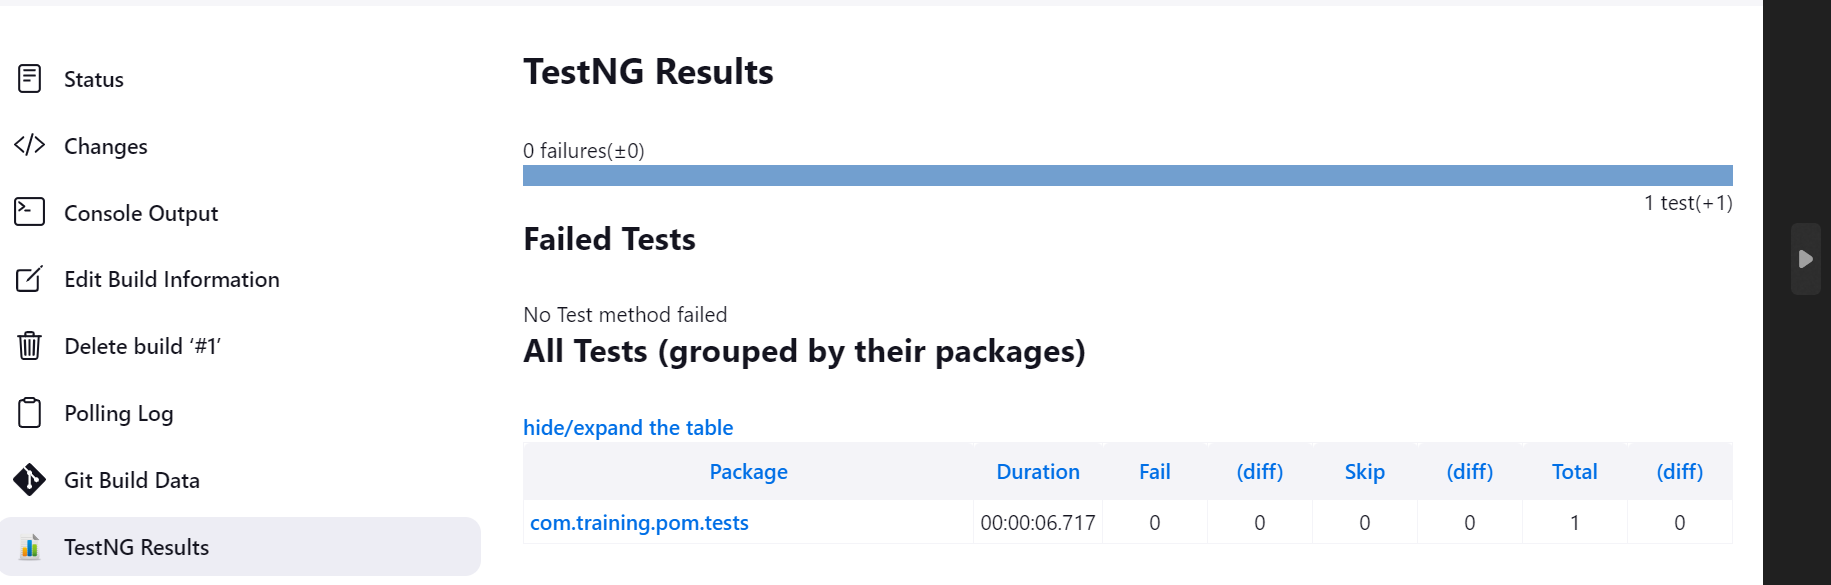 Status
Changes
Console Output
Edit Build Information
Delete build ‘#1’
Polling Log
Git Build Data
TestNG Results
TestNG Results
0 failures(±0)
1 test(+1)
Failed Tests
No Test method failed
All Tests (grouped by their packages)
hide/expand the table
Package Duration Fail (diff) Skip (diff) Total (diff)
com.training.pom.tests 00:00:06.717 0 0 0 0 1 0